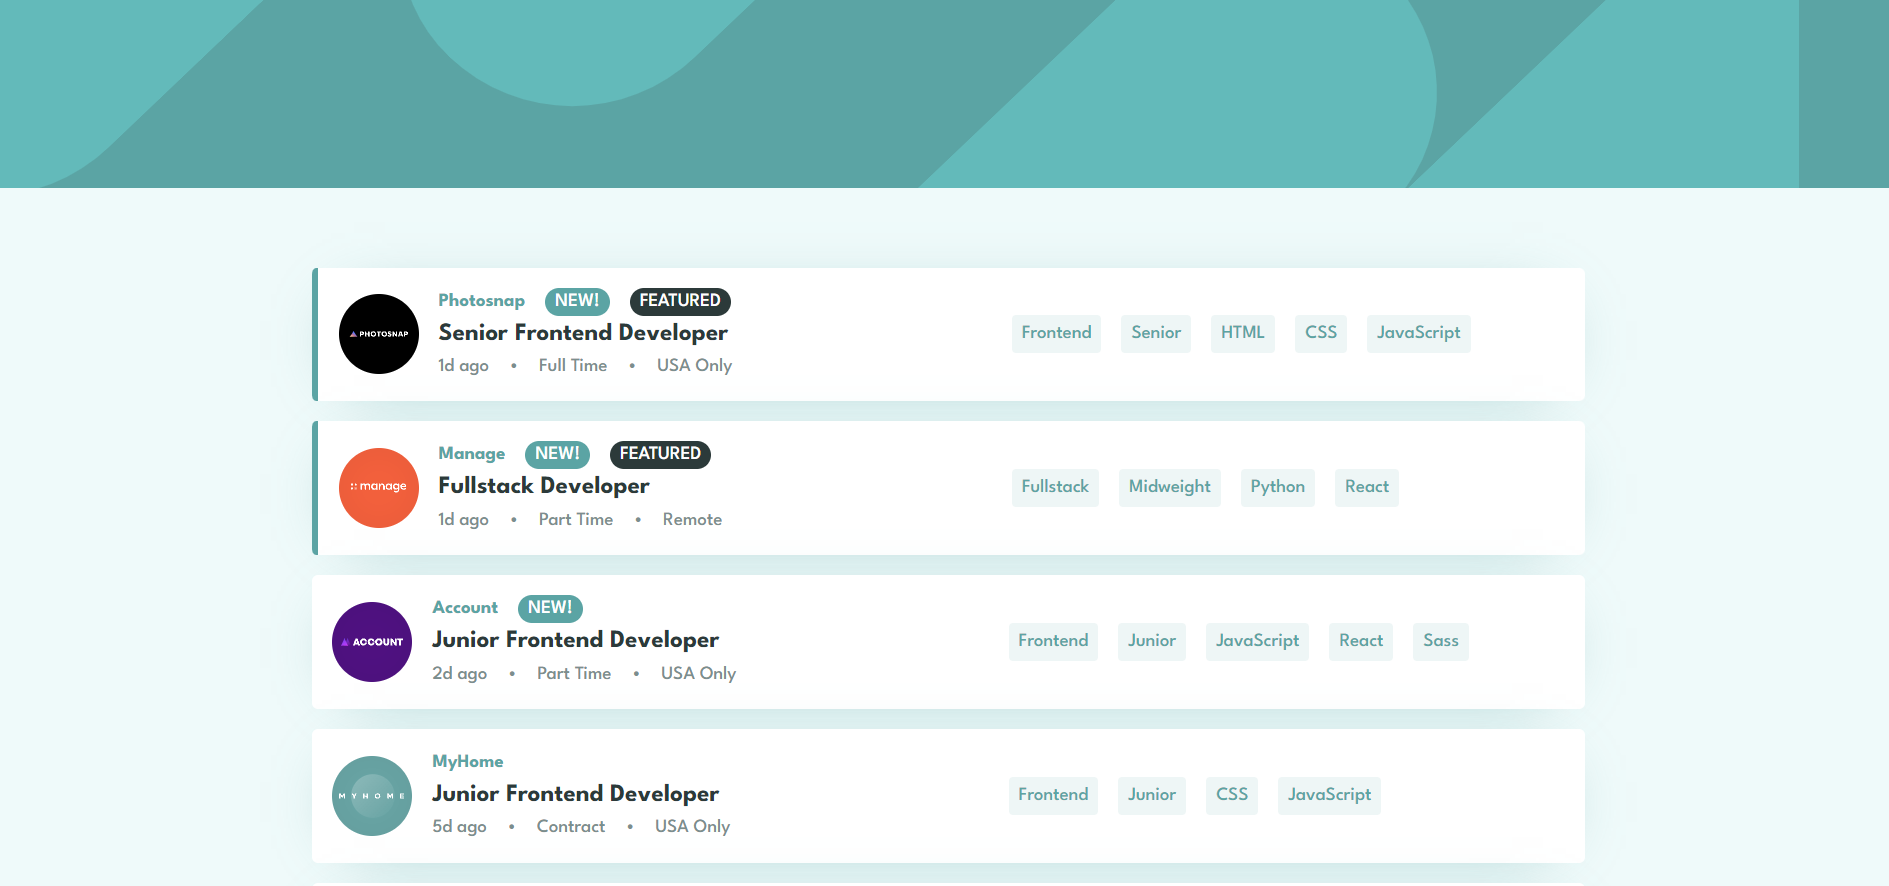 Photosnap NEW! FEATURED
PHOTOSNAP
Senior Frontend Developer
1d ago • Full Time • USA Only
Frontend Senior HTML CSS JavaScript
Manage NEW! FEATURED
manage
Fullstack Developer
1d ago • Part Time • Remote
Fullstack Midweight Python React
Account NEW!
ACCOUNT
Junior Frontend Developer
2d ago • Part Time • USA Only
Frontend Junior JavaScript React Sass
MyHome
MYHOME
Junior Frontend Developer
5d ago • Contract • USA Only
Frontend Junior CSS JavaScript